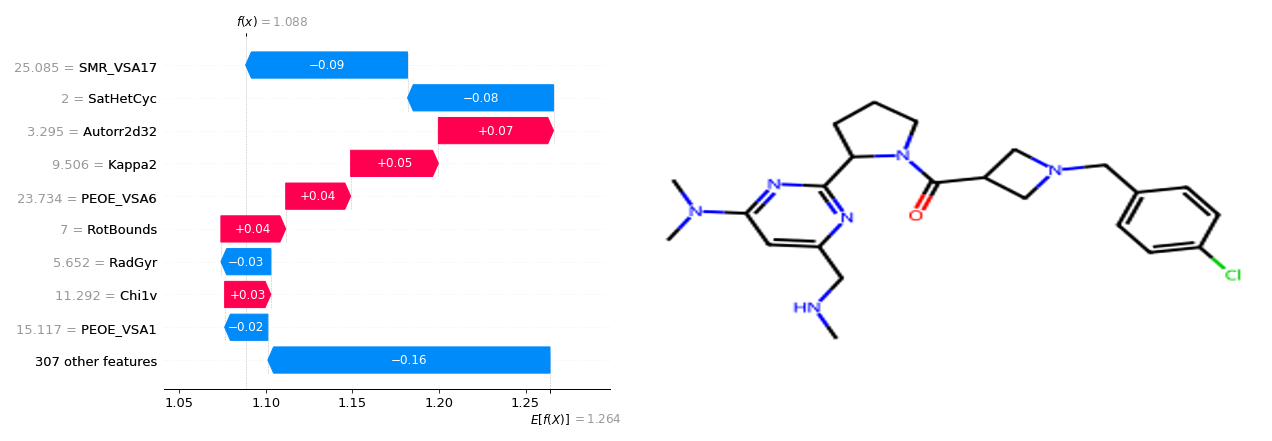 f(x) = 1.088
25.085 = SMR_VSA17
−0.09
2 = SatHetCyc
−0.08
3.295 = Autorr2d32
+0.07
9.506 = Kappa2
+0.05
23.734 = PEOE_VSA6
+0.04
7 = RotBounds
+0.04
5.652 = RadGyr
−0.03
11.292 = Chi1v
+0.03
15.117 = PEOE_VSA1
−0.02
307 other features
−0.16
1.05 1.10 1.15 1.20 1.25
E[f(X)] = 1.264
N
N
N
N
HN
N
O
N
Cl